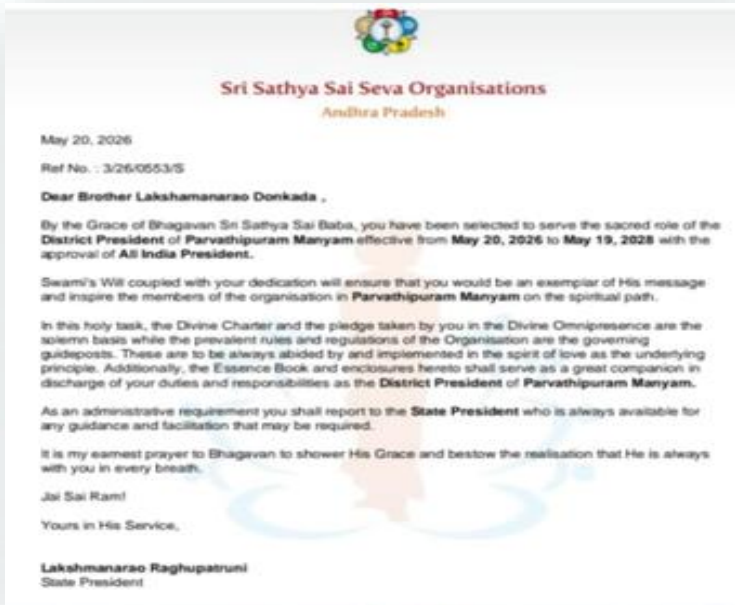 Sri Sathya Sai Seva Organisations
Andhra Pradesh
May 20, 2026
Ref No. : 3/26/0553/S
Dear Brother Lakshamanarao Donkada ,
By the Grace of Bhagavan Sri Sathya Sai Baba, you have been selected to serve the sacred role of the
District President of Parvathipuram Manyam effective from May 20, 2026 to May 19, 2028 with the
approval of All India President.
Swami's Will coupled with your dedication will ensure that you would be an exemplar of His message
and inspire the members of the organisation in Parvathipuram Manyam on the spiritual path.
In this holy task, the Divine Charter and the pledge taken by you in the Divine Omnipresence are the
solemn basis while the prevalent rules and regulations of the Organisation are the governing
guideposts. These are to be always abided by and implemented in the spirit of love as the underlying
principle. Additionally, the Essence Book and enclosures hereto shall serve as a great companion in
discharge of your duties and responsibilities as the District President of Parvathipuram Manyam.
As an administrative requirement you shall report to the State President who is always available for
any guidance and facilitation that may be required.
It is my earnest prayer to Bhagavan to shower His Grace and bestow the realisation that He is always
with you in every breath.
Jai Sai Ram!
Yours in His Service,
Lakshmanarao Raghupatruni
State President